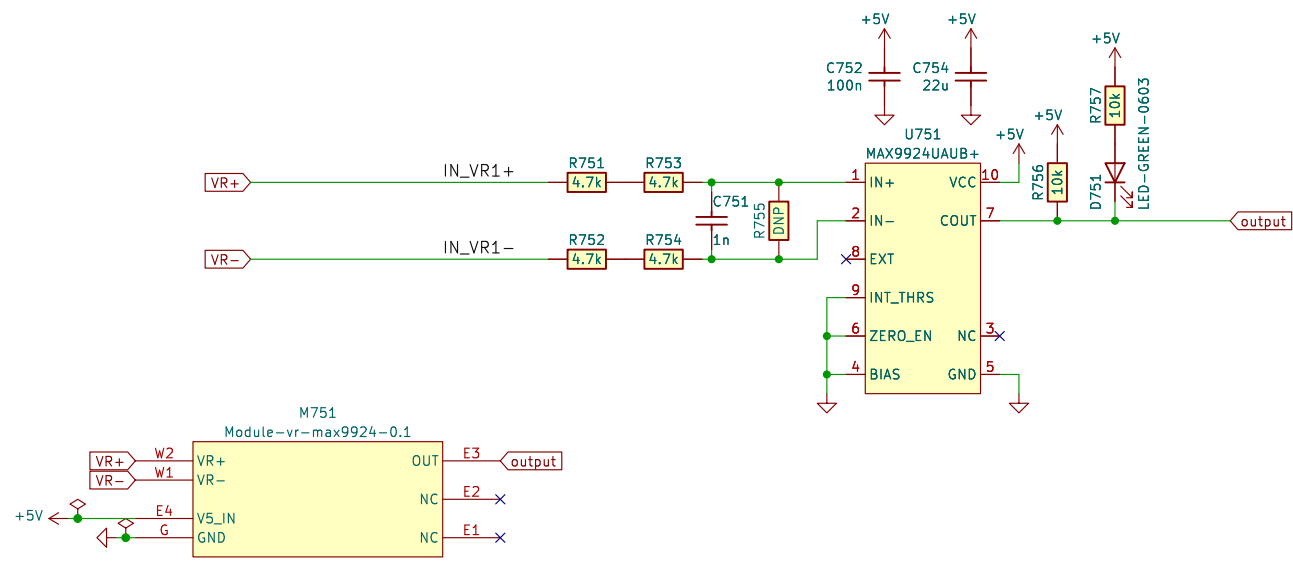 +5V
+5V
+5V
C752
100n
C754
22u
R757
10k
LED-GREEN-0603
D751
U751
MAX9924UAUB+
+5V
+5V
R756
10k
VR+
IN_VR1+
R751
4.7k
R753
4.7k
C751
1n
R755
DNP
VR-
IN_VR1-
R752
4.7k
R754
4.7k
1
IN+
VCC
10
2
IN-
COUT
7
output
8
EXT
9
INT_THRS
6
ZERO_EN
NC
3
4
BIAS
GND
5
M751
Module-vr-max9924-0.1
VR+
W2
VR+
OUT
E3
output
VR-
W1
VR-
NC
E2
+5V
E4
V5_IN
G
GND
NC
E1